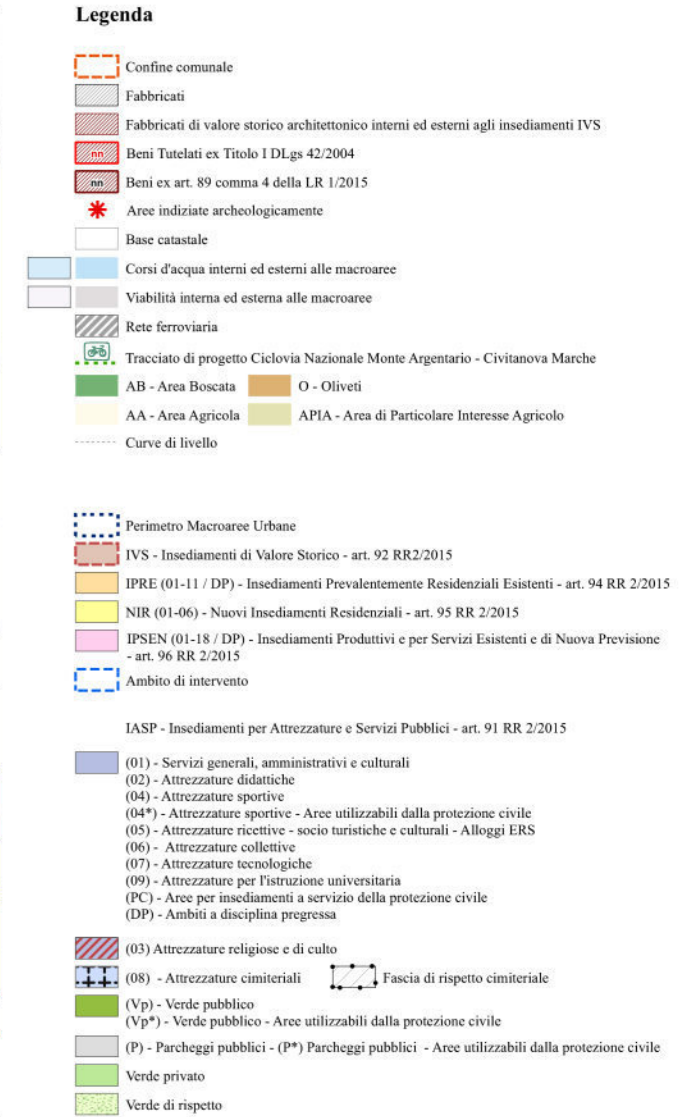 Legenda
Confine comunale
Fabbricati
Fabbricati di valore storico architettonico interni ed esterni agli insediamenti IVS
nn Beni Tutelati ex Titolo I DLgs 42/2004
nn Beni ex art. 89 comma 4 della LR 1/2015
Aree indiziate archeologicamente
Base catastale
Corsi d'acqua interni ed esterni alle macroaree
Viabilità interna ed esterna alle macroaree
Rete ferroviaria
Tracciato di progetto Ciclovia Nazionale Monte Argentario - Civitanova Marche
AB - Area Boscata O - Oliveti
AA - Area Agricola APIA - Area di Particolare Interesse Agricolo
Curve di livello
Perimetro Macroaree Urbane
IVS - Insediamenti di Valore Storico - art. 92 RR2/2015
IPRE (01-11 / DP) - Insediamenti Prevalentemente Residenziali Esistenti - art. 94 RR 2/2015
NIR (01-06) - Nuovi Insediamenti Residenziali - art. 95 RR 2/2015
IPSEN (01-18 / DP) - Insediamenti Produttivi e per Servizi Esistenti e di Nuova Previsione
- art. 96 RR 2/2015
Ambito di intervento
IASP - Insediamenti per Attrezzature e Servizi Pubblici - art. 91 RR 2/2015
(01) - Servizi generali, amministrativi e culturali
(02) - Attrezzature didattiche
(04) - Attrezzature sportive
(04*) - Attrezzature sportive - Aree utilizzabili dalla protezione civile
(05) - Attrezzature ricettive - socio turistiche e culturali - Alloggi ERS
(06) - Attrezzature collettive
(07) - Attrezzature tecnologiche
(09) - Attrezzature per l'istruzione universitaria
(PC) - Aree per insediamenti a servizio della protezione civile
(DP) - Ambiti a disciplina pregressa
(03) Attrezzature religiose e di culto
(08) - Attrezzature cimiteriali Fascia di rispetto cimiteriale
(Vp) - Verde pubblico
(Vp*) - Verde pubblico - Aree utilizzabili dalla protezione civile
(P) - Parcheggi pubblici - (P*) Parcheggi pubblici - Aree utilizzabili dalla protezione civile
Verde privato
Verde di rispetto